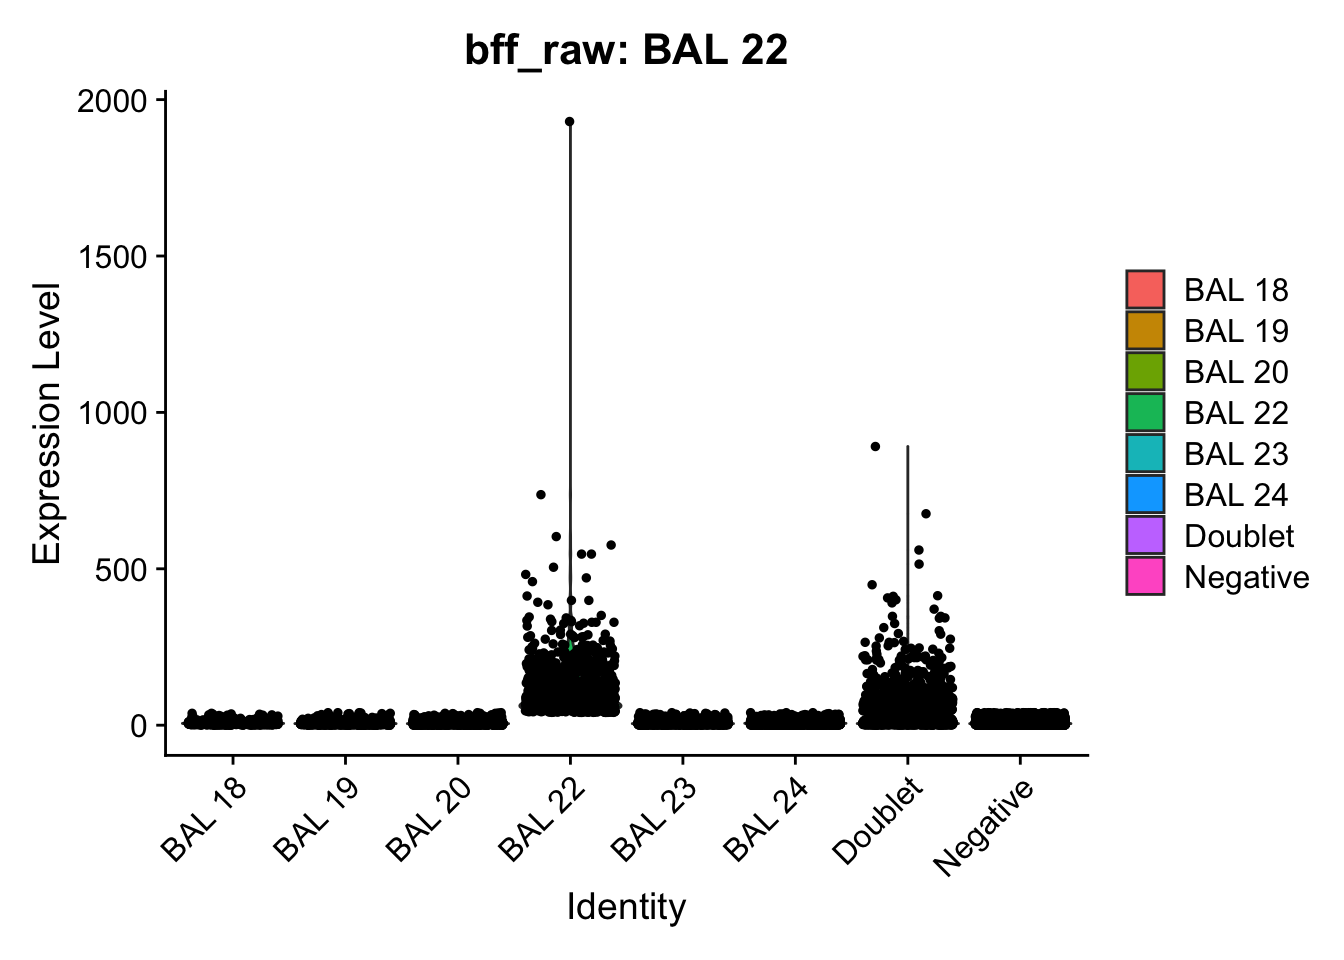 bff_raw: BAL 22
Expression Level
2000
1500
1000
500
0
BAL 18
BAL 19
BAL 20
BAL 22
BAL 23
BAL 24
Doublet
Negative
Identity
BAL 18
BAL 19
BAL 20
BAL 22
BAL 23
BAL 24
Doublet
Negative